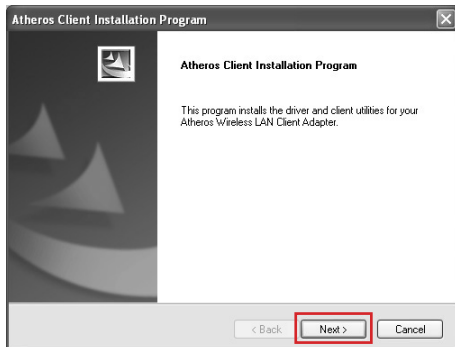 Atheros Client Installation Program
Atheros Client Installation Program
This program installs the driver and client utilities for your
Atheros Wireless LAN Client Adapter.
< Back
Next >
Cancel